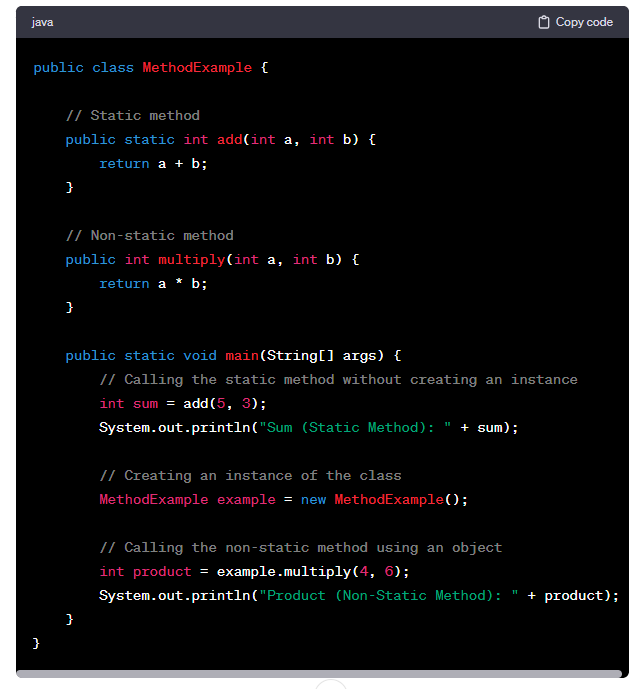 java
Copy code
public class MethodExample {
// Static method
public static int add(int a, int b) {
return a + b;
}
// Non-static method
public int multiply(int a, int b) {
return a * b;
}
public static void main(String[] args) {
// Calling the static method without creating an instance
int sum = add(5, 3);
System.out.println("Sum (Static Method): " + sum);
// Creating an instance of the class
MethodExample example = new MethodExample();
// Calling the non-static method using an object
int product = example.multiply(4, 6);
System.out.println("Product (Non-Static Method): " + product);
}
}